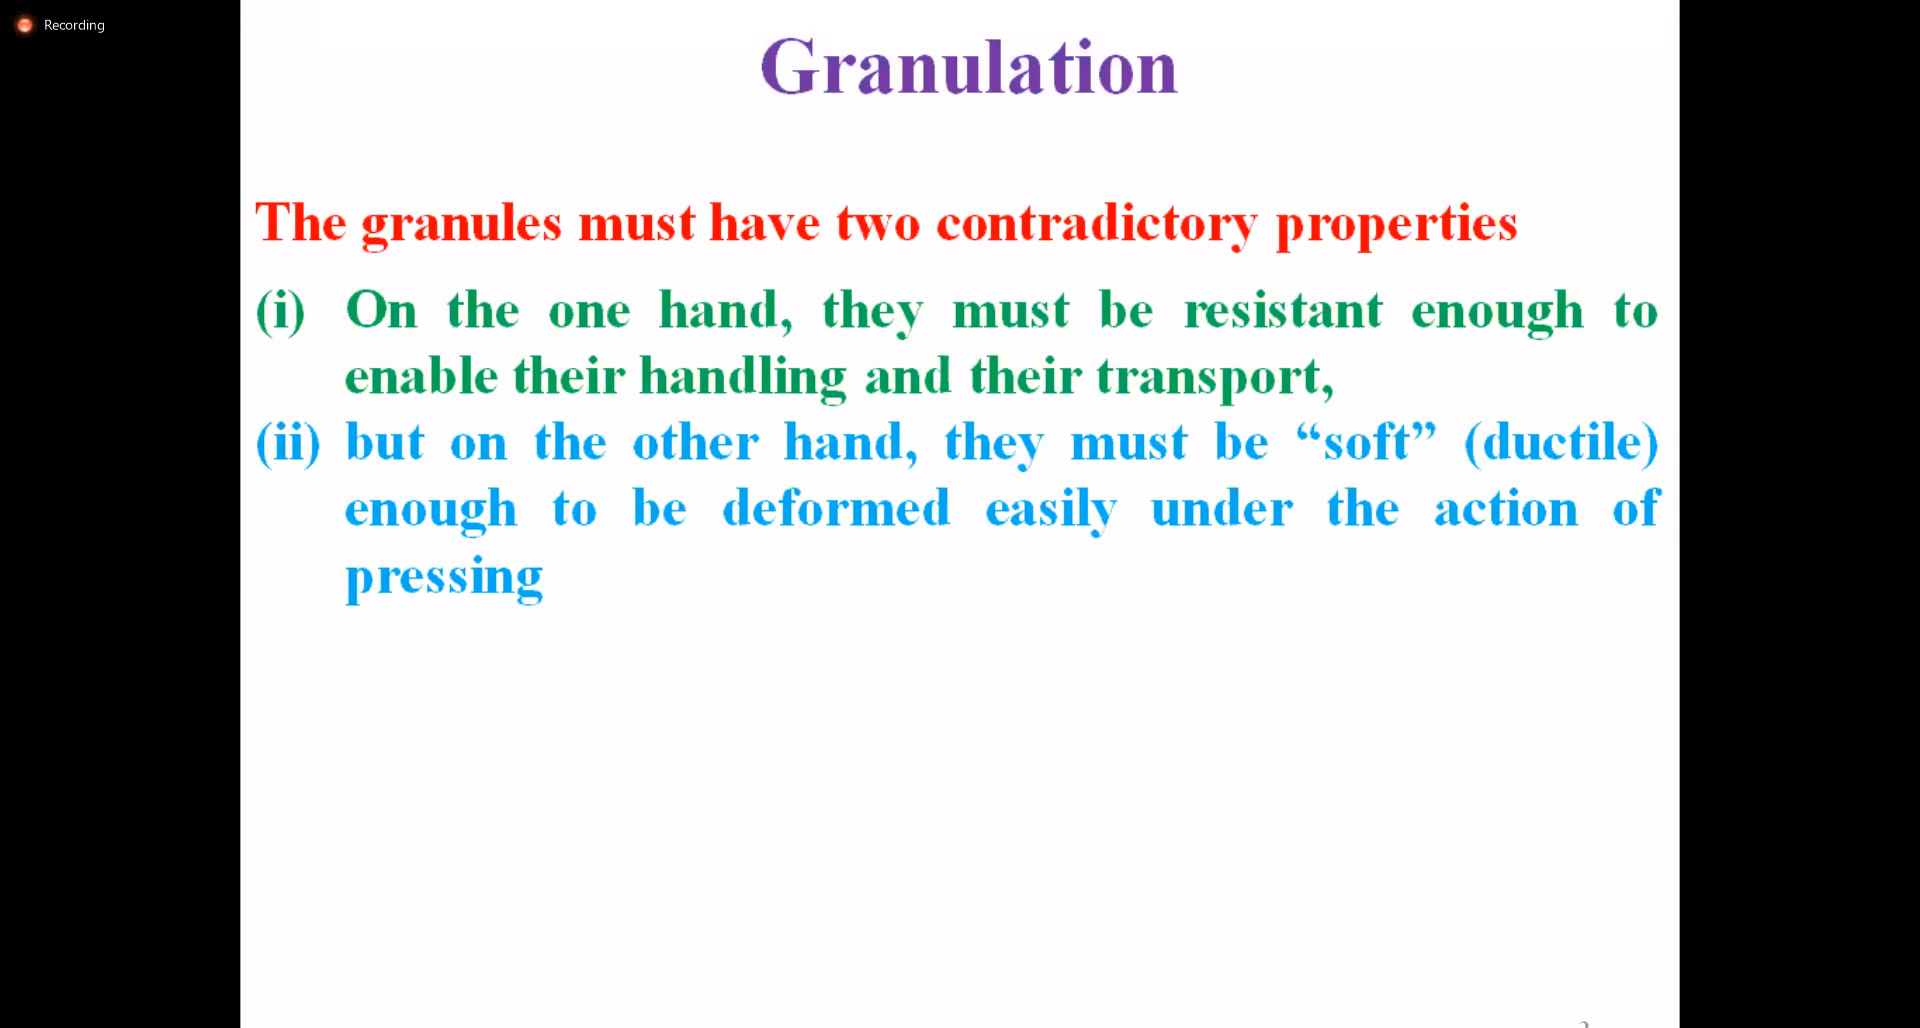 Recording
Granulation
The granules must have two contradictory properties
(i) On the one hand, they must be resistant enough to
enable their handling and their transport,
(ii) but on the other hand, they must be “soft” (ductile)
enough to be deformed easily under the action of
pressing